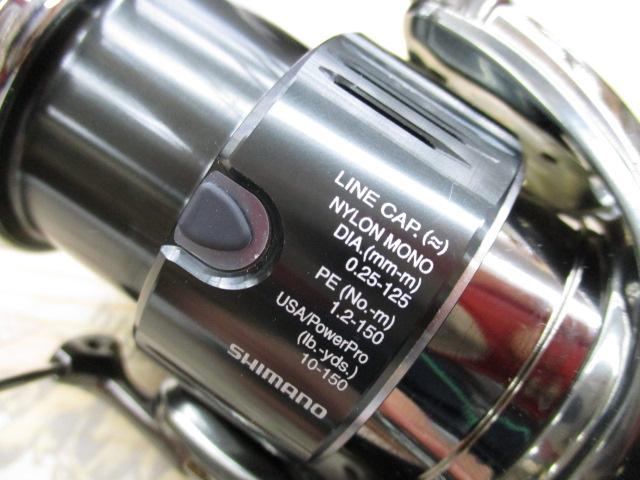 LINE CAP.(≈)
NYLON MONO
DIA.(mm-m)
0.25-125
PE (No.-m)
1.2-150
USA/PowerPro
(lb.-yds.)
10-150
SHIMANO